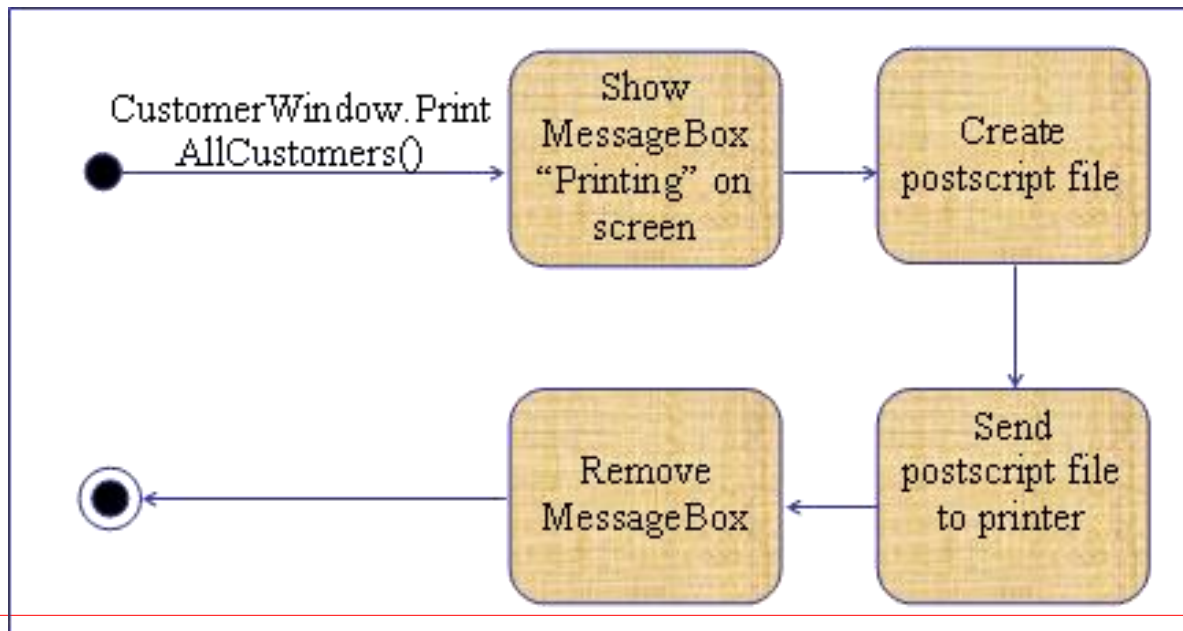 CustomerWindow.Print
AllCustomers()
Show
MessageBox
“Printing” on
screen
Create
postscript file
Send
postscript file
to printer
Remove
MessageBox